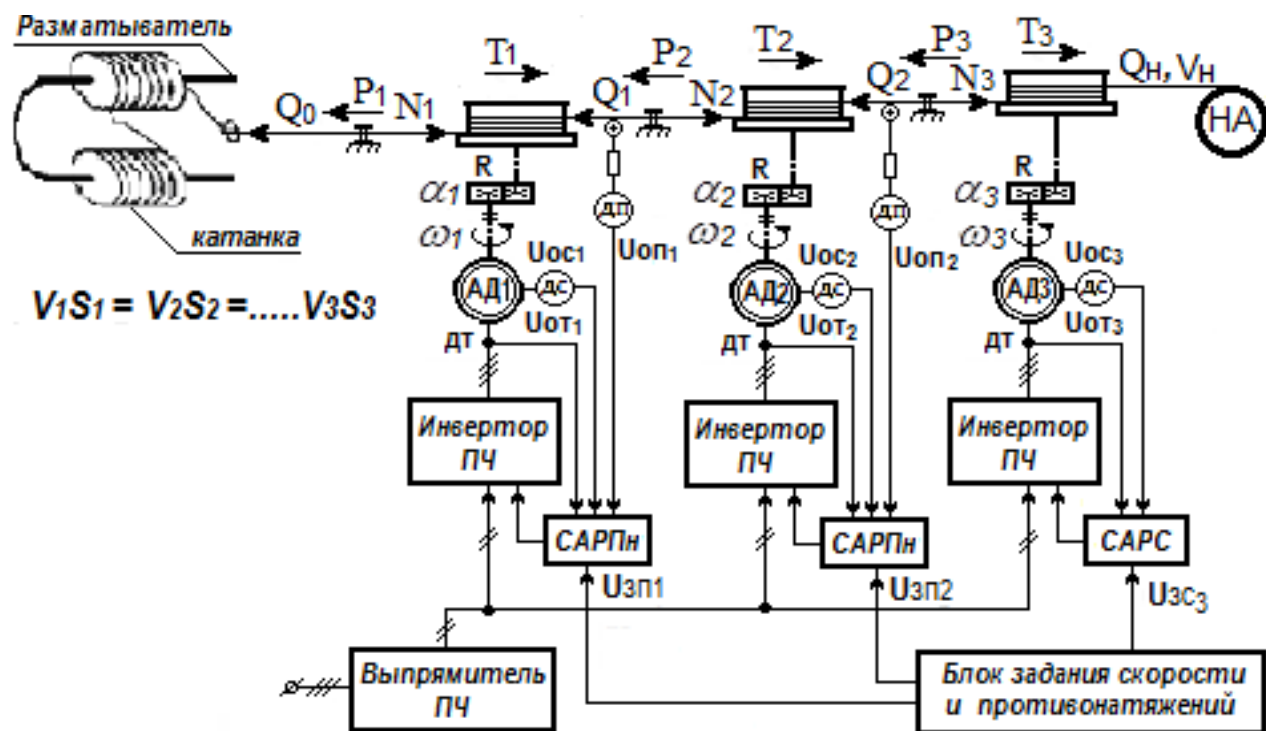 Разматыватель
T1
P2
T2
P3
T3
Q0
P1
N1
Q1
N2
Q2
N3
Qн, Vн
НА
R
R
R
α1
α2
α3
дп
дп
катанка
ω1
ω2
ω3
Uос1
Uоп1
Uос2
Uоп2
Uос3
АД1
дс
АД2
дс
АД3
дс
V1S1 = V2S2 =.....V3S3
Uот1
Uот2
Uот3
дт
дт
дт
Инвертор
ПЧ
Инвертор
ПЧ
Инвертор
ПЧ
САРПн
САРПн
САРС
Uзп1
Uзп2
Uзс3
Выпрямитель
ПЧ
Блок задания скорости
и противонатяжений